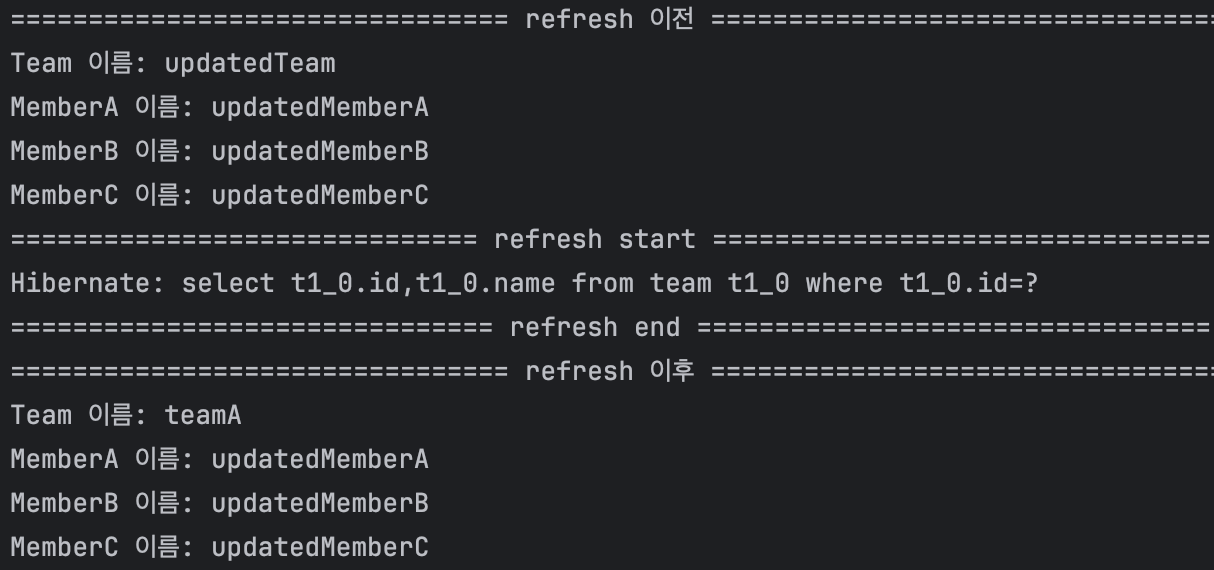 ================================ refresh 이전 ================================
Team 이름: updatedTeam
MemberA 이름: updatedMemberA
MemberB 이름: updatedMemberB
MemberC 이름: updatedMemberC
============================== refresh start ================================
Hibernate: select t1_0.id,t1_0.name from team t1_0 where t1_0.id=?
=============================== refresh end =================================
================================ refresh 이후 ================================
Team 이름: teamA
MemberA 이름: updatedMemberA
MemberB 이름: updatedMemberB
MemberC 이름: updatedMemberC